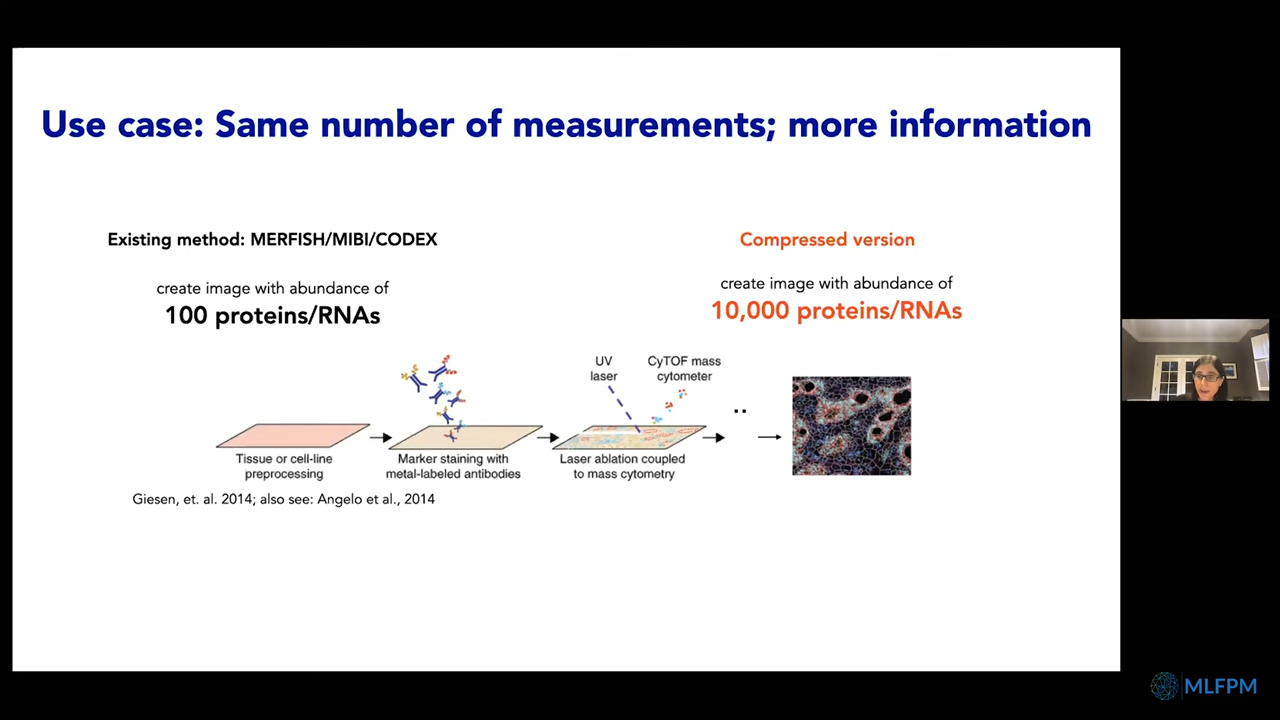 Use case: Same number of measurements; more information
Existing method: MERFISH/MIBI/CODEX
create image with abundance of
100 proteins/RNAs
Compressed version
create image with abundance of
10,000 proteins/RNAs
UV
laser
CyTOF mass
cytometer
..
Tissue or cell-line
preprocessing
Marker staining with
metal-labeled antibodies
Laser ablation coupled
to mass cytometry
Giesen, et. al. 2014; also see: Angelo et al., 2014
MLFPM